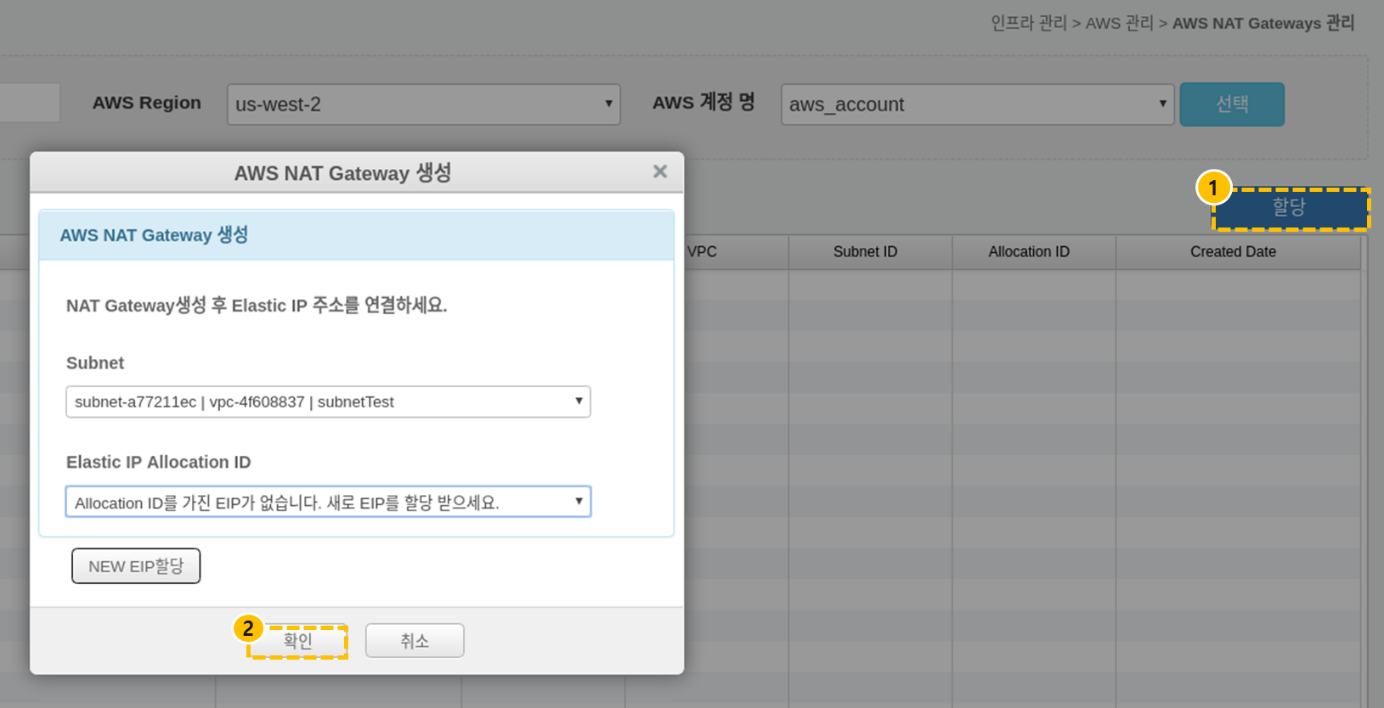 인프라 관리 > AWS 관리 > AWS NAT Gateways 관리
AWS Region
us-west-2
AWS 계정 명
aws_account
선택
1
할당
VPC
Subnet ID
Allocation ID
Created Date
AWS NAT Gateway 생성
AWS NAT Gateway 생성
NAT Gateway생성 후 Elastic IP 주소를 연결하세요.
Subnet
subnet-a77211ec | vpc-4f608837 | subnetTest
Elastic IP Allocation ID
Allocation ID를 가진 EIP가 없습니다. 새로 EIP를 할당 받으세요.
NEW EIP할당
2
확인
취소